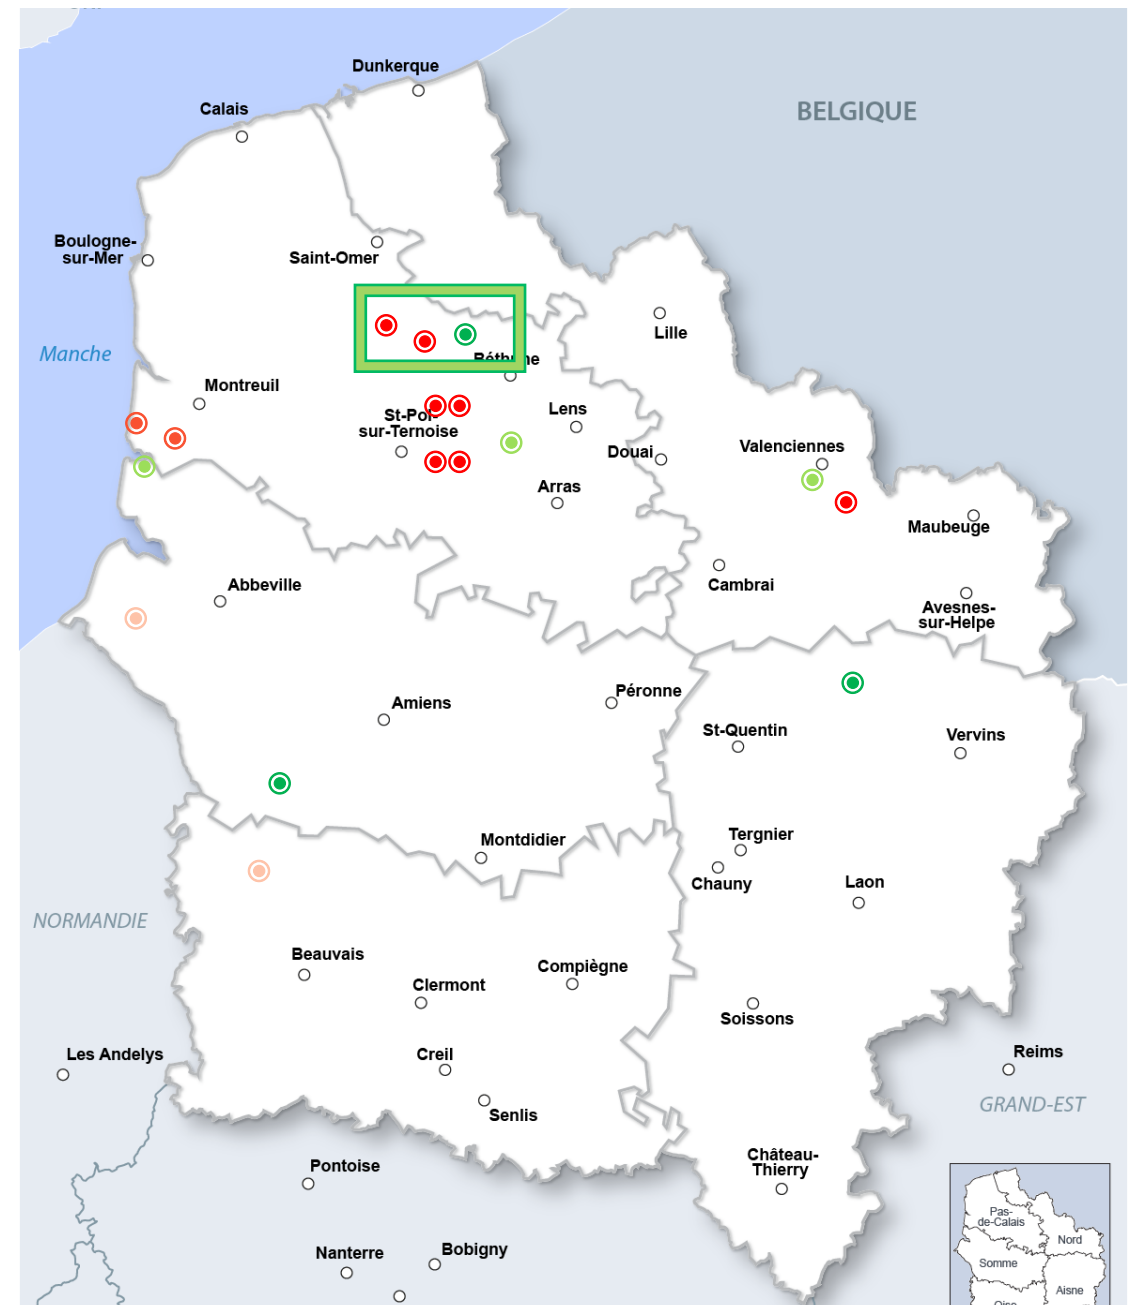 Dunkerque
Calais
BELGIQUE
Boulogne-
sur-Mer
Saint-Omer
Lille
Manche
Montreuil
Lens
St-Pol-
sur-Ternoise
Douai
Valenciennes
Arras
Maubeuge
Abbeville
Cambrai
Avesnes-
sur-Helpe
Péronne
Amiens
St-Quentin
Vervins
Tergnier
Montdidier
Chauny
Laon
NORMANDIE
Beauvais
Compiègne
Clermont
Soissons
Les Andelys
Creil
Reims
GRAND-EST
Senlis
Château-
Thierry
Pontoise
Pas-
de-Calais
Nord
Nanterre
Bobigny
Somme
Aisne